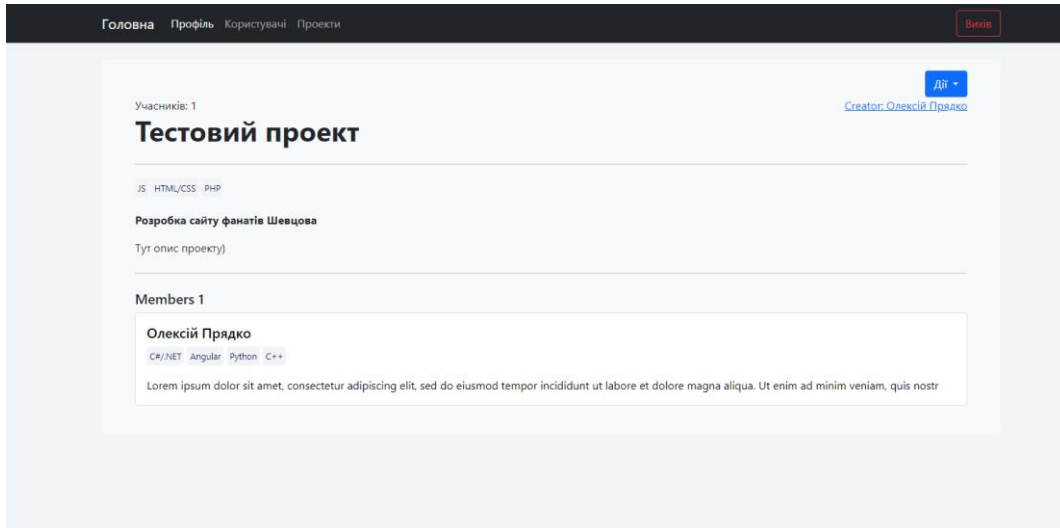 Головна Профіль Користувачі Проекти Вихів
Дії
Учасників: 1 Creator: Олексій Прядко
Тестовий проект
JS HTML/CSS PHP
Розробка сайту фанатів Шевцова
Тут опис проекту)
Members 1
Олексій Прядко
C#/.NET Angular Python C++
Lorem ipsum dolor sit amet, consectetur adipiscing elit, sed do eiusmod tempor incididunt ut labore et dolore magna aliqua. Ut enim ad minim veniam, quis nostr